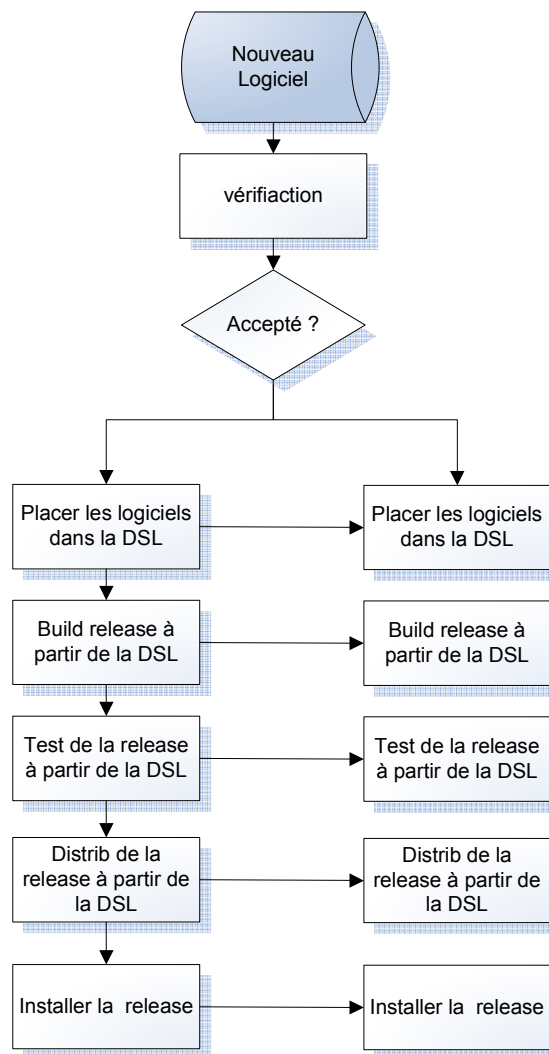 Nouveau
Logiciel
vérifiaction
Accepté ?
Placer les logiciels
dans la DSL
Placer les logiciels
dans la DSL
Build release à
partir de la DSL
Build release à
partir de la DSL
Test de la release
à partir de la DSL
Test de la release
à partir de la DSL
Distrib de la
release à partir de
la DSL
Distrib de la
release à partir de
la DSL
Installer la  release
Installer la  release